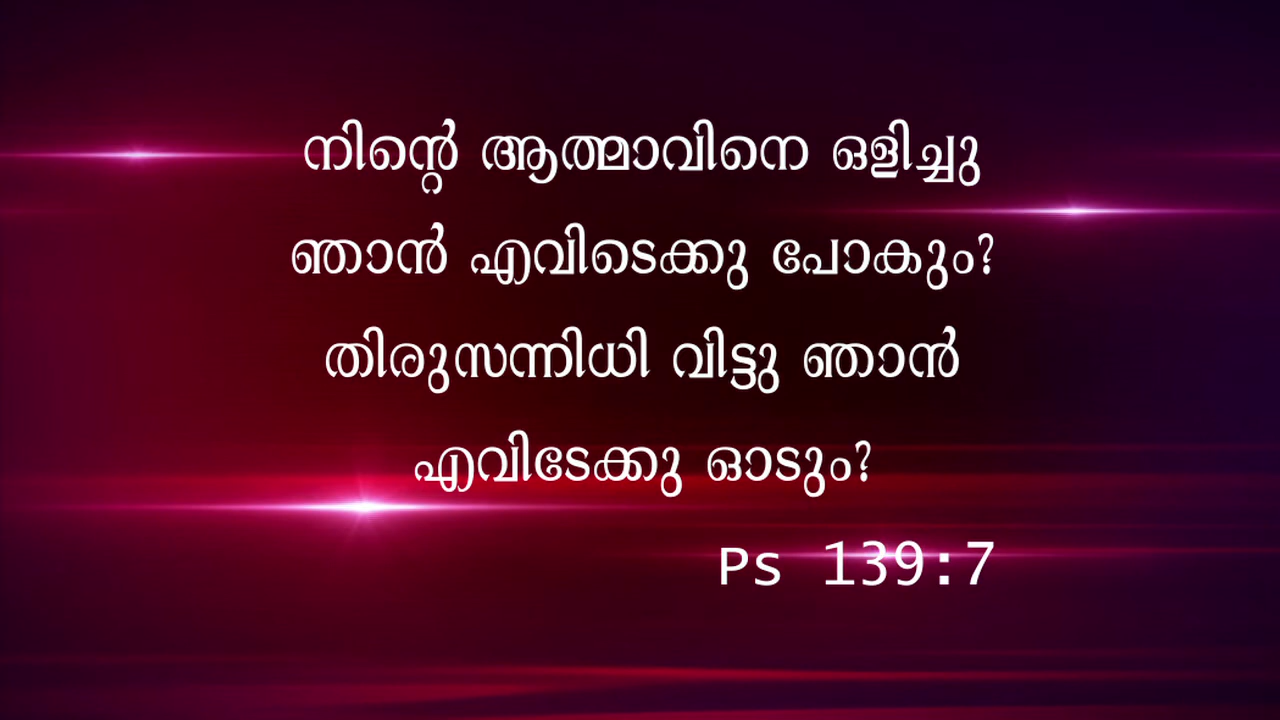 നിന്റെ ആത്മാവിനെ ഒളിച്ചു
ഞാൻ എവിടെക്കു പോകും?
തിരുസന്നിധി വിട്ടു ഞാൻ
എവിടേക്കു ഓടും?
Ps 139:7